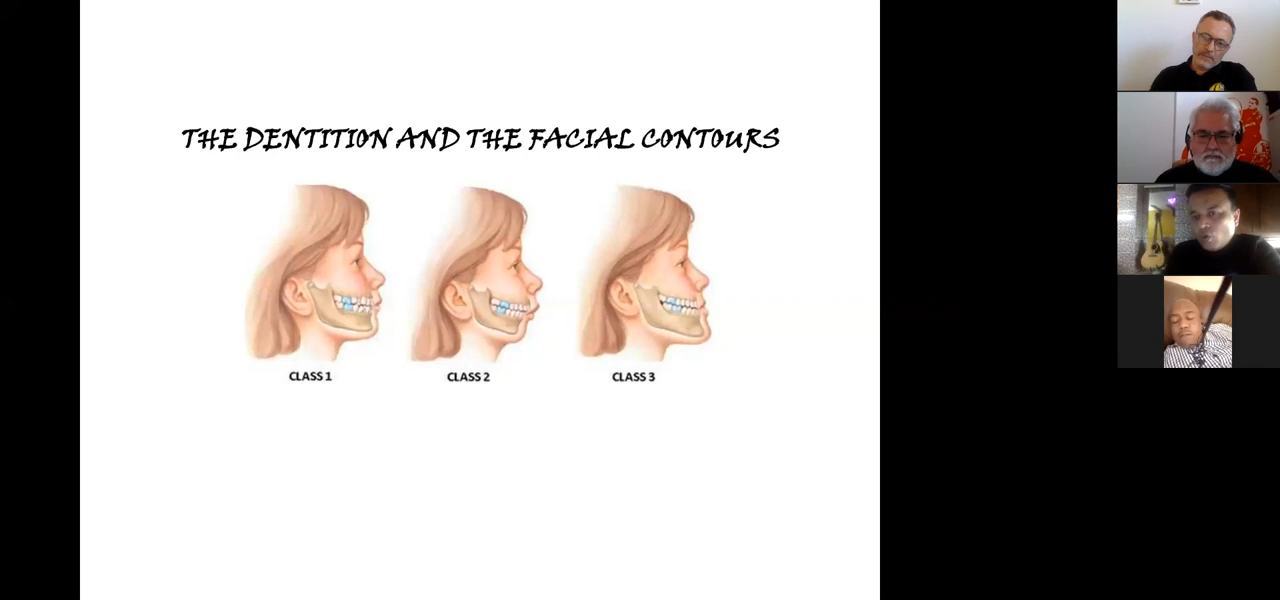 THE DENTITION AND THE FACIAL CONTOURS
CLASS 1
CLASS 2
CLASS 3